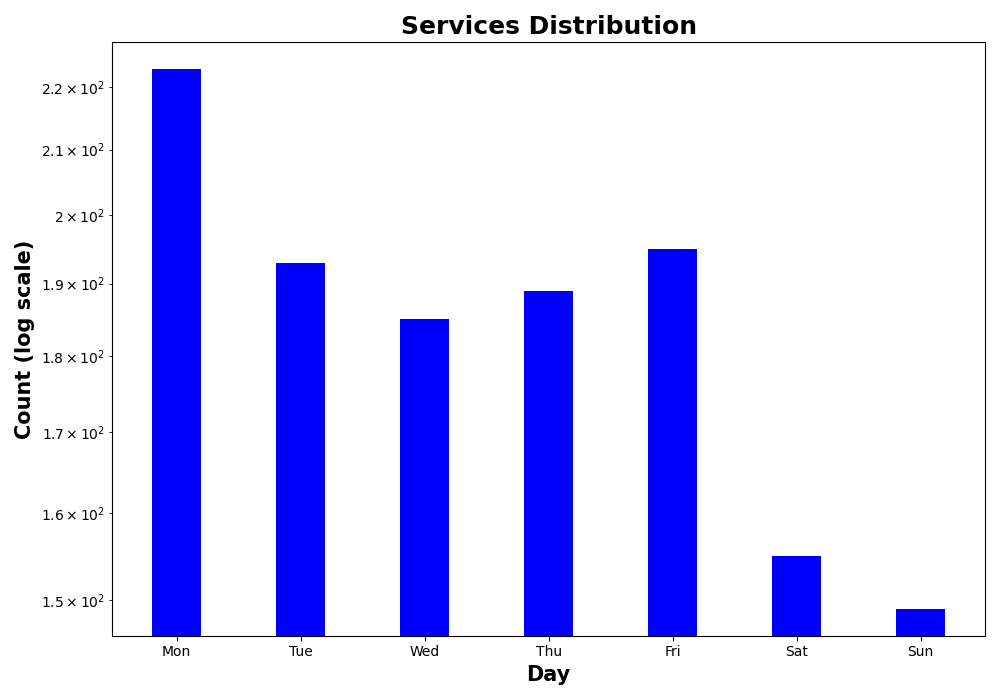 Services Distribution
Count (log scale)
2.2 × 10²
2.1 × 10²
2 × 10²
1.9 × 10²
1.8 × 10²
1.7 × 10²
1.6 × 10²
1.5 × 10²
Mon Tue Wed Thu Fri Sat Sun
Day